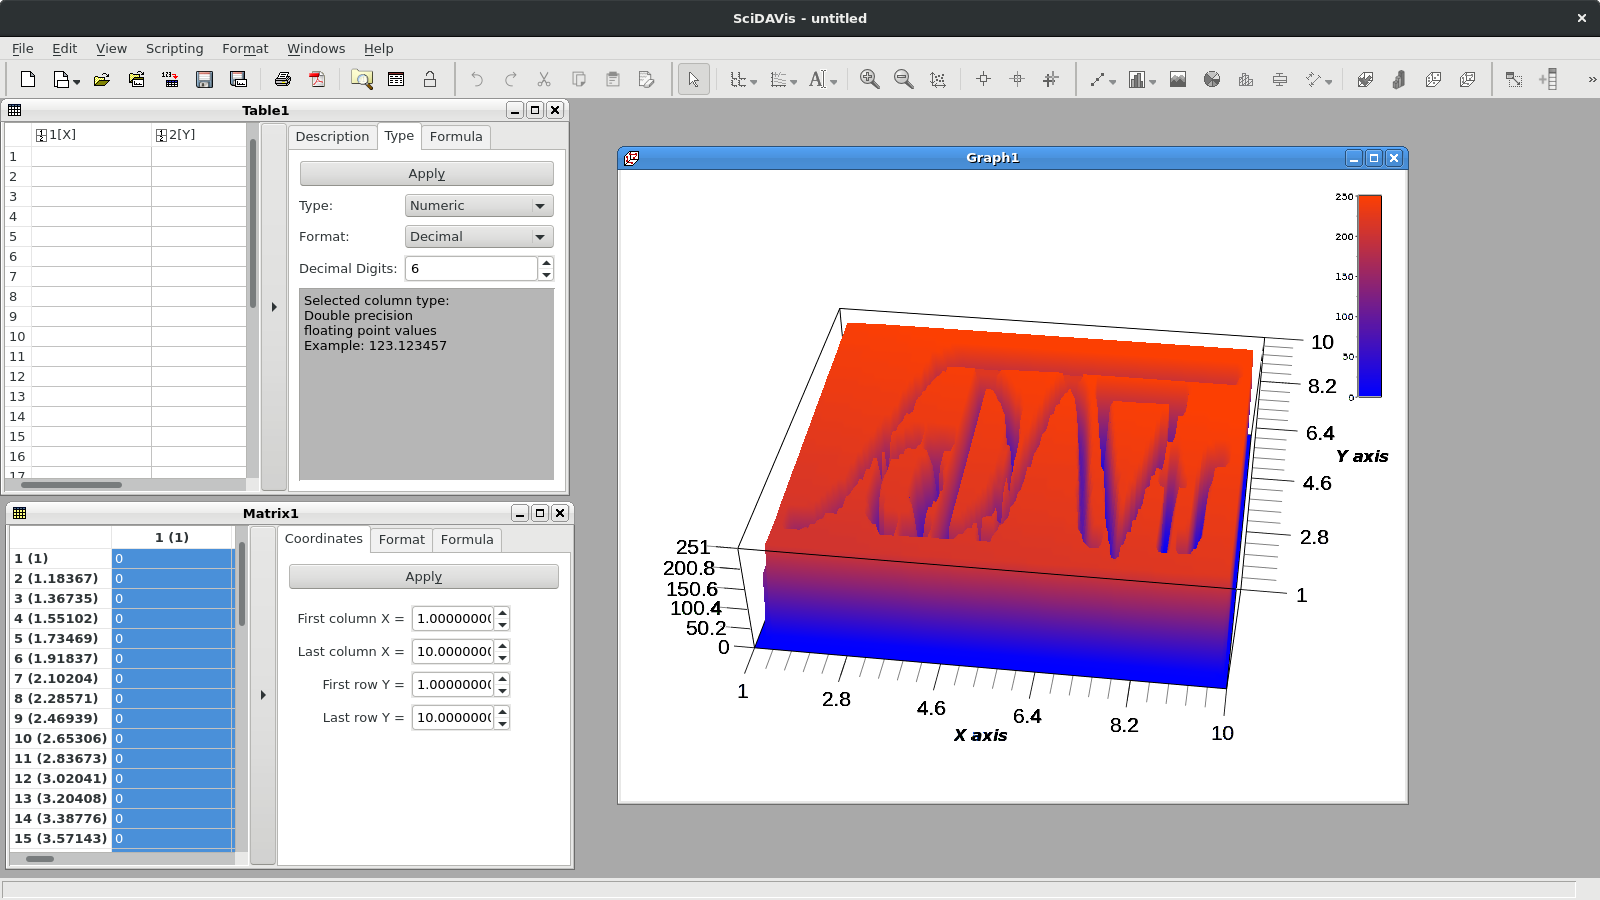 SciDAVis - untitled
File Edit View Scripting Format Graph Windows Help
Table1
1[X] 2[Y]
1
2
3
4
5
6
7
8
9
10
11
12
13
14
15
16
17
Description Type Formula
Apply
Type: Numeric
Format: Decimal
Decimal Digits: 6
Selected column type:
Double precision
floating point values
Example: 123.123457
Matrix1
1 (1)
1 (1) 0
2 (1.18367) 0
3 (1.36735) 0
4 (1.55102) 0
5 (1.73469) 0
6 (1.91837) 0
7 (2.10204) 0
8 (2.28571) 0
9 (2.46939) 0
10 (2.65306) 0
11 (2.83673) 0
12 (3.02041) 0
13 (3.20408) 0
14 (3.38776) 0
15 (3.57143) 0
Coordinates Format Formula
Apply
First column X = 1.0000000
Last column X = 10.000000
First row Y = 1.0000000
Last row Y = 10.000000
Graph1
250
200
150
100
50
0
10
8.2
6.4
Y axis
4.6
2.8
1
251
200.8
150.6
100.4
50.2
0
1
2.8
4.6
6.4
8.2
10
X axis